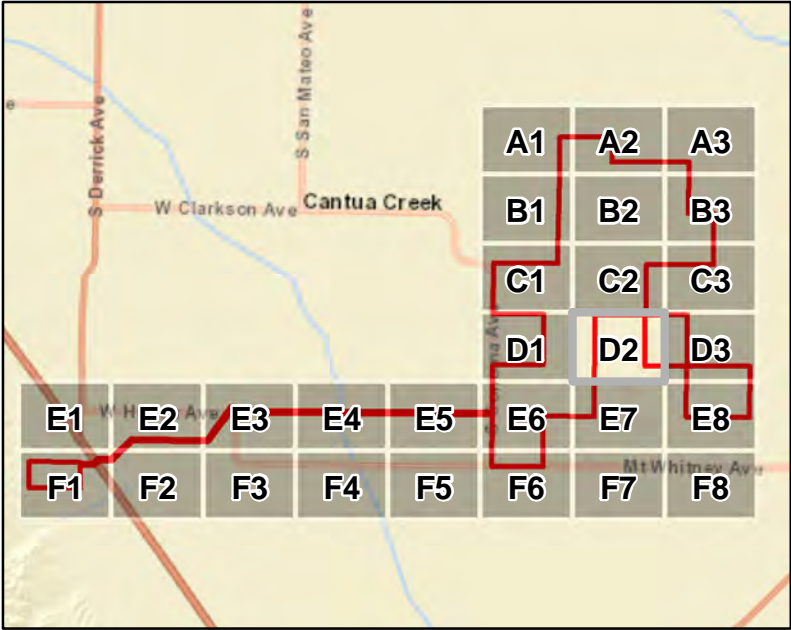 S San Mateo Ave
S Derrick Ave
e
A1 A2 A3
W Clarkson Ave Cantua Creek
B1 B2 B3
C1 C2 C3
D1 D2 D3
E1 E2 E3 E4 E5 E6 E7 E8
Mt Whitney Ave
F1 F2 F3 F4 F5 F6 F7 F8